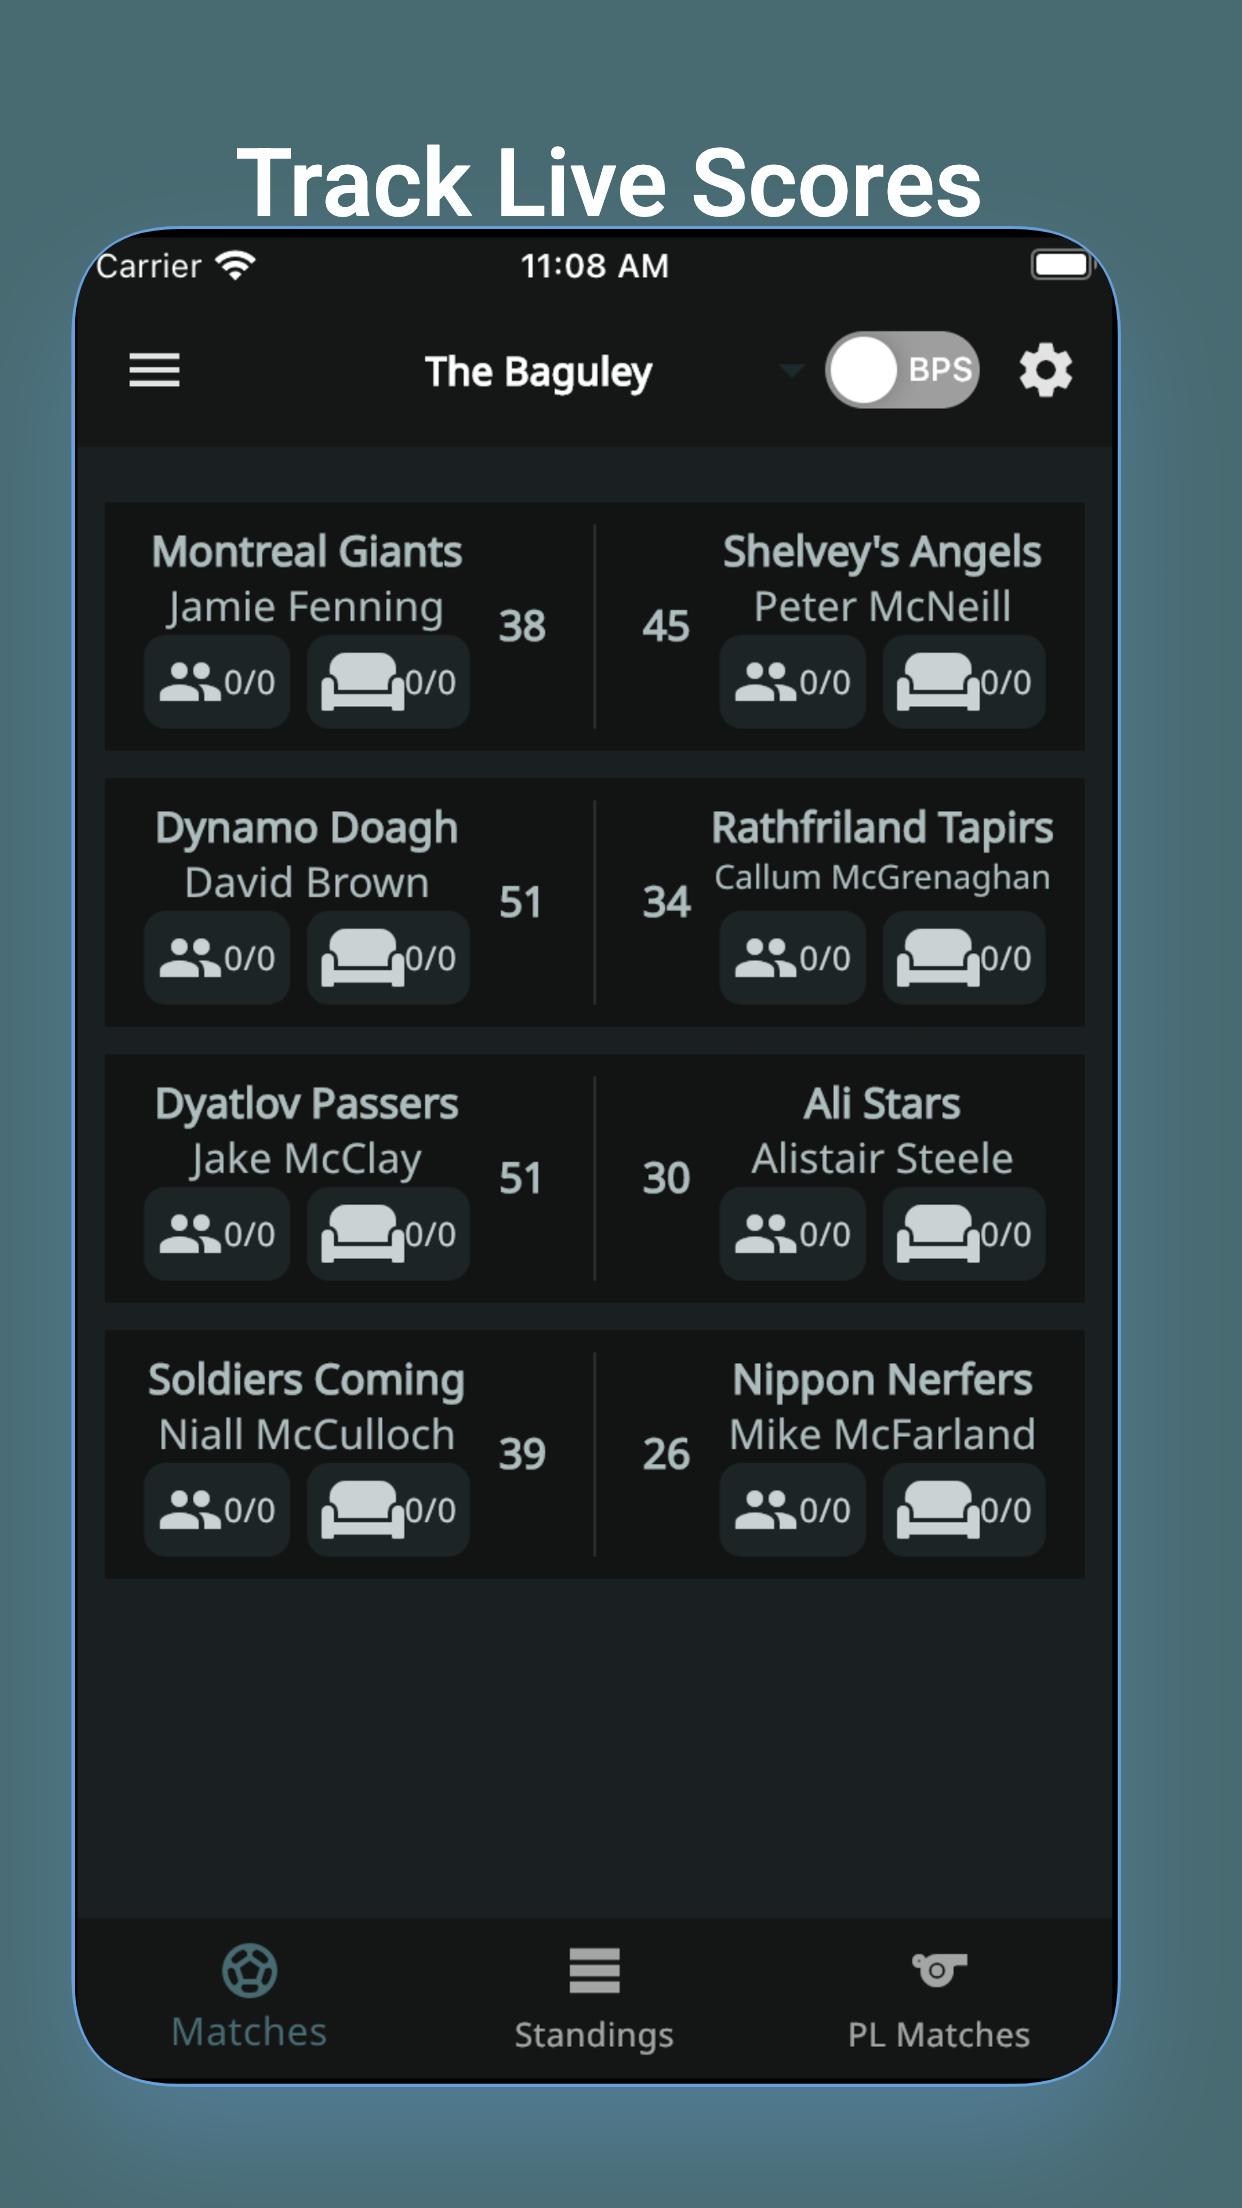 Track Live Scores
Carrier 11:08 AM
The Baguley BPS
Montreal Giants
Jamie Fenning
38
0/0 0/0
Shelvey's Angels
Peter McNeill
45
0/0 0/0
Dynamo Doagh
David Brown
51
0/0 0/0
Rathfriland Tapirs
Callum McGrenaghan
34
0/0 0/0
Dyatlov Passers
Jake McClay
51
0/0 0/0
Ali Stars
Alistair Steele
30
0/0 0/0
Soldiers Coming
Niall McCulloch
39
0/0 0/0
Nippon Nerfers
Mike McFarland
26
0/0 0/0
Matches Standings PL Matches